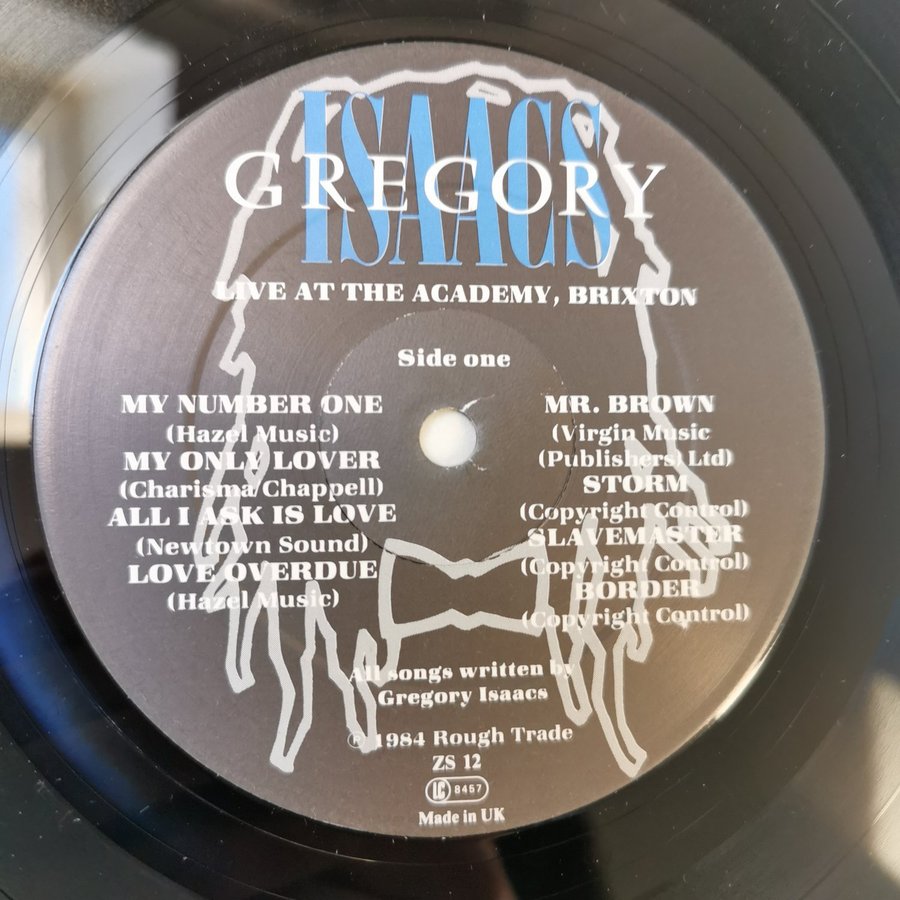 GREGORY
ISAACS
LIVE AT THE ACADEMY, BRIXTON
Side one
MY NUMBER ONE
(Hazel Music)
MY ONLY LOVER
(Charisma/Chappell)
ALL I ASK IS LOVE
(Newtown Sound)
LOVE OVERDUE
(Hazel Music)
MR. BROWN
(Virgin Music
(Publishers) Ltd)
STORM
(Copyright Control)
SLAVEMASTER
(Copyright Control)
BORDER
(Copyright Control)
All songs written by
Gregory Isaacs
℗ 1984 Rough Trade
ZS 12
LC 8457
Made in UK